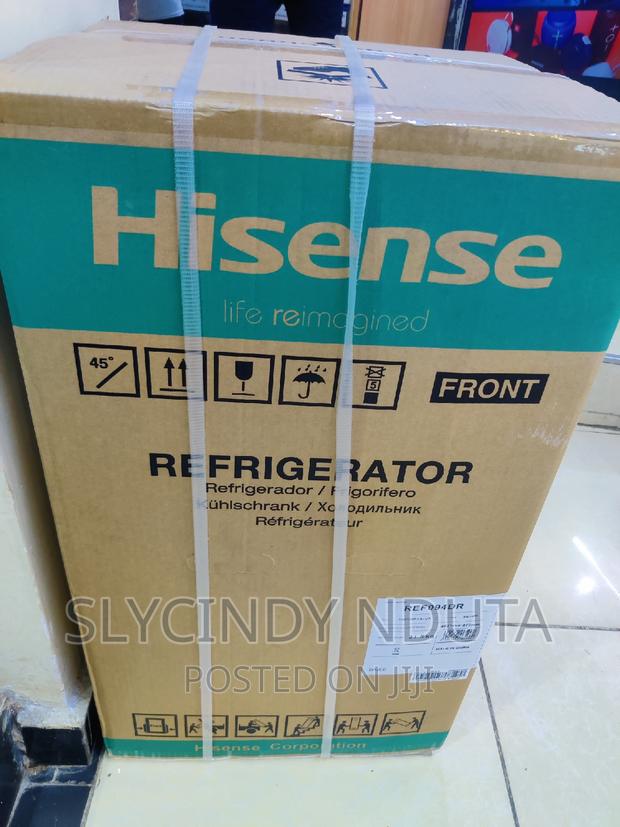 Hisense
life reimagined
45°
5
FRONT
REFRIGERATOR
Refrigerador / Frigorifero
Kühlschrank / Холодильник
Réfrigérateur
REF094DR
SLYCINDY NDUTA
POSTED ON JIJI
Hisense Corporation